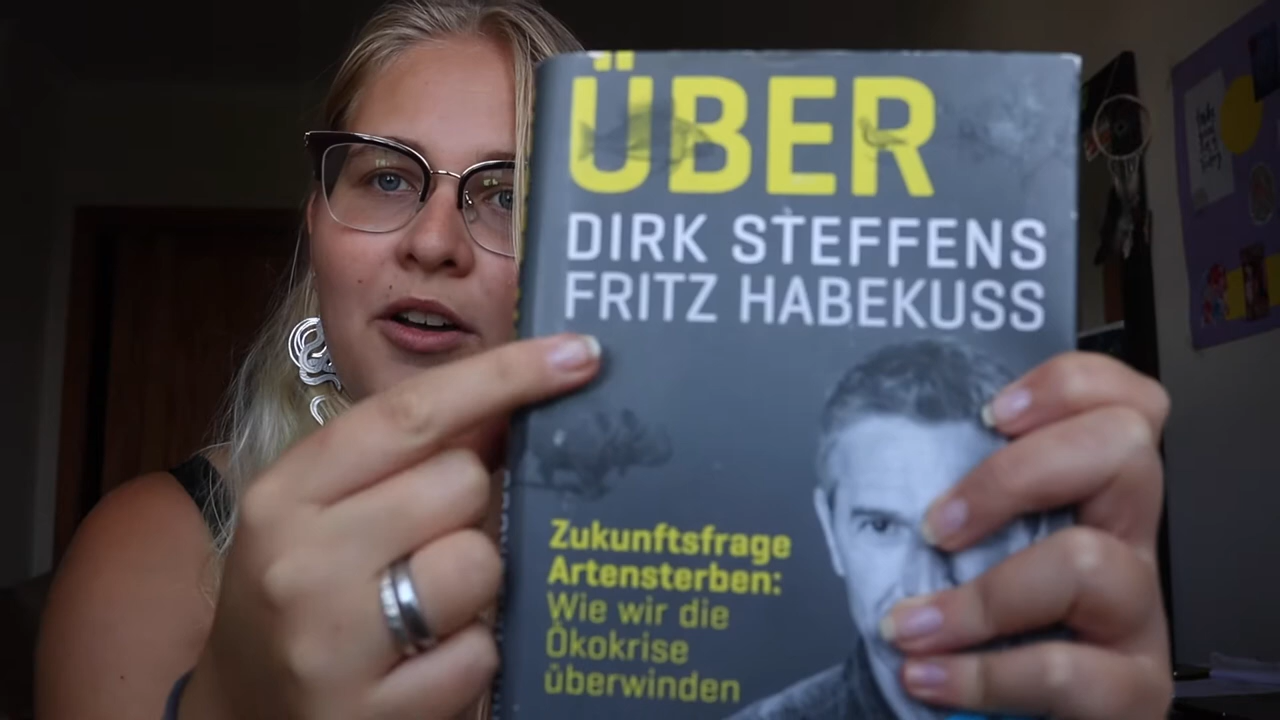 ÜBER
DIRK STEFFENS
FRITZ HABEKUSS
Zukunftsfrage
Artensterben:
Wie wir die
Ökokrise
überwinden